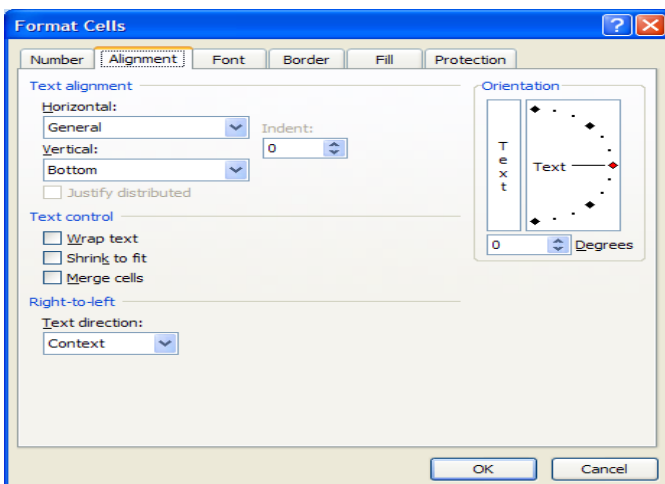 Format Cells
Number Alignment Font Border Fill Protection
Text alignment
Horizontal:
General
Indent:
0
Vertical:
Bottom
Justify distributed
Text control
Wrap text
Shrink to fit
Merge cells
Right-to-left
Text direction:
Context
Orientation
Text
Text
0 Degrees
OK Cancel